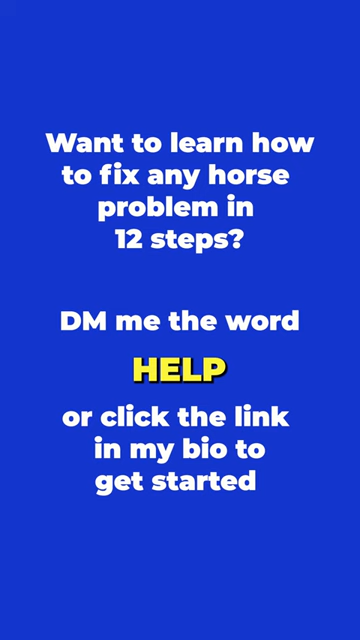 Want to learn how
to fix any horse
problem in
12 steps?
DM me the word
HELP
or click the link
in my bio to
get started